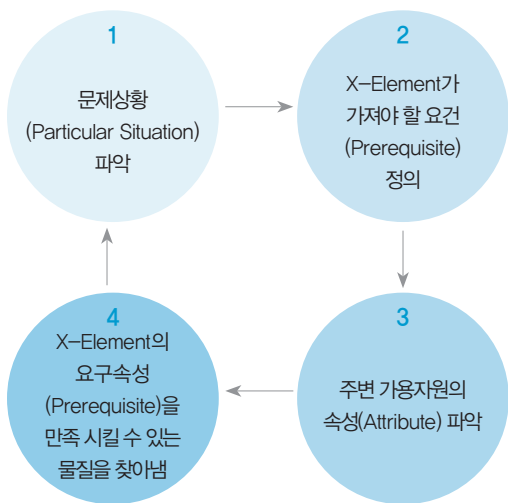 1
문제상황
(Particular Situation)
파악
2
X-Element가
가져야 할 요건
(Prerequisite)
정의
3
주변 가용자원의
속성(Attribute) 파악
4
X-Element의
요구속성
(Prerequisite)을
만족 시킬 수 있는
물질을 찾아냄